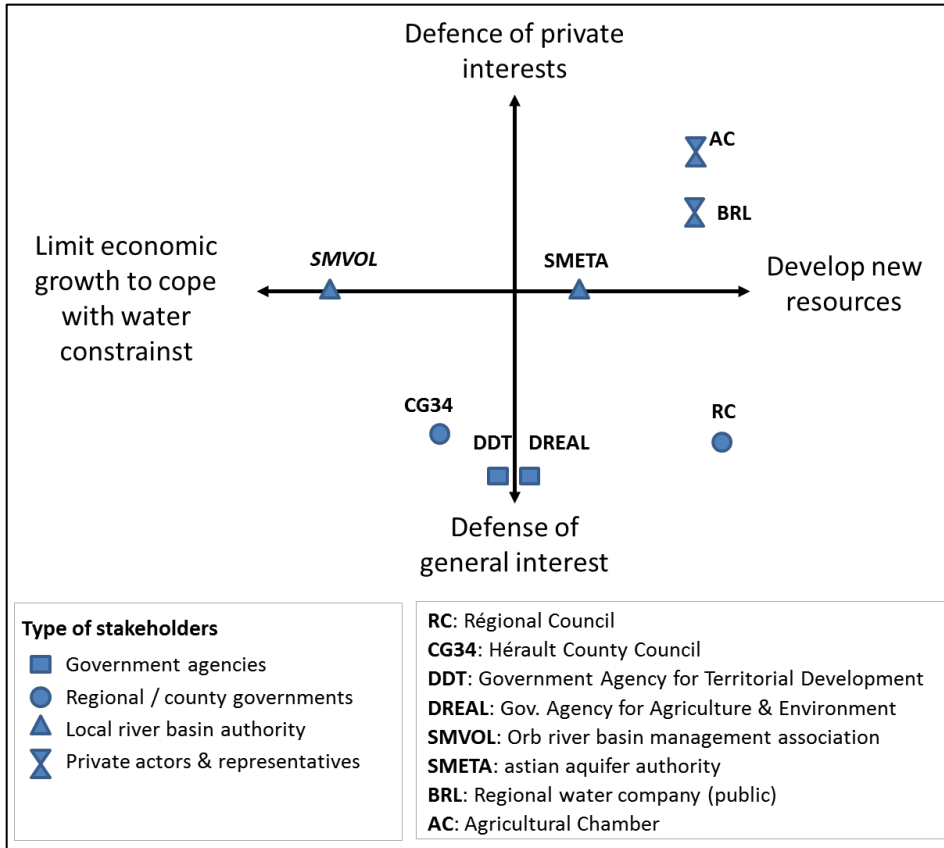 Defence of private
interests
AC
BRL
Limit economic
growth to cope
with water
constrainst
SMVOL
SMETA
Develop new
resources
CG34
RC
DDT
DREAL
Defense of
general interest
Type of stakeholders
Government agencies
Regional / county governments
Local river basin authority
Private actors & representatives
RC: Régional Council
CG34: Hérault County Council
DDT: Government Agency for Territorial Development
DREAL: Gov. Agency for Agriculture & Environment
SMVOL: Orb river basin management association
SMETA: astian aquifer authority
BRL: Regional water company (public)
AC: Agricultural Chamber